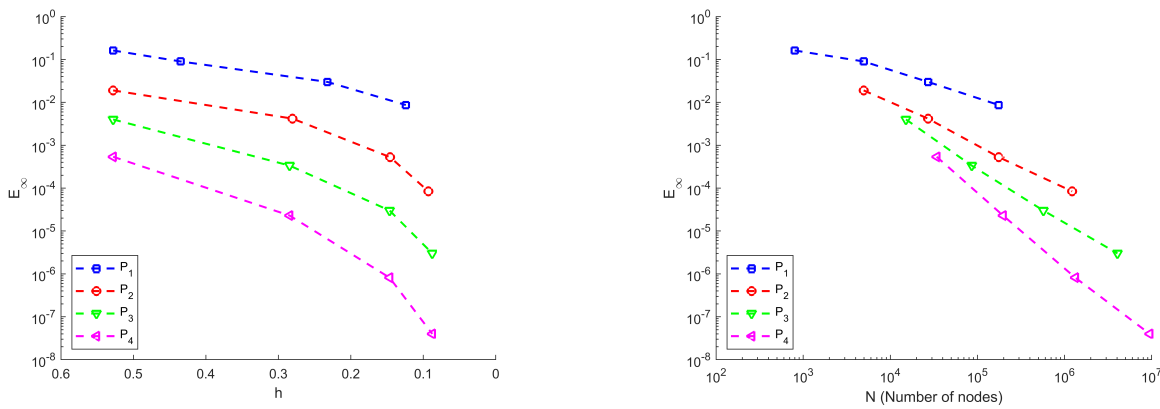 10^0
10^-1
10^-2
10^-3
10^-4
10^-5
10^-6
10^-7
10^-8
E_∞
0.6 0.5 0.4 0.3 0.2 0.1 0
h
P_1
P_2
P_3
P_4
10^0
10^-1
10^-2
10^-3
10^-4
10^-5
10^-6
10^-7
10^-8
E_∞
10^2 10^3 10^4 10^5 10^6 10^7
N (Number of nodes)
P_1
P_2
P_3
P_4